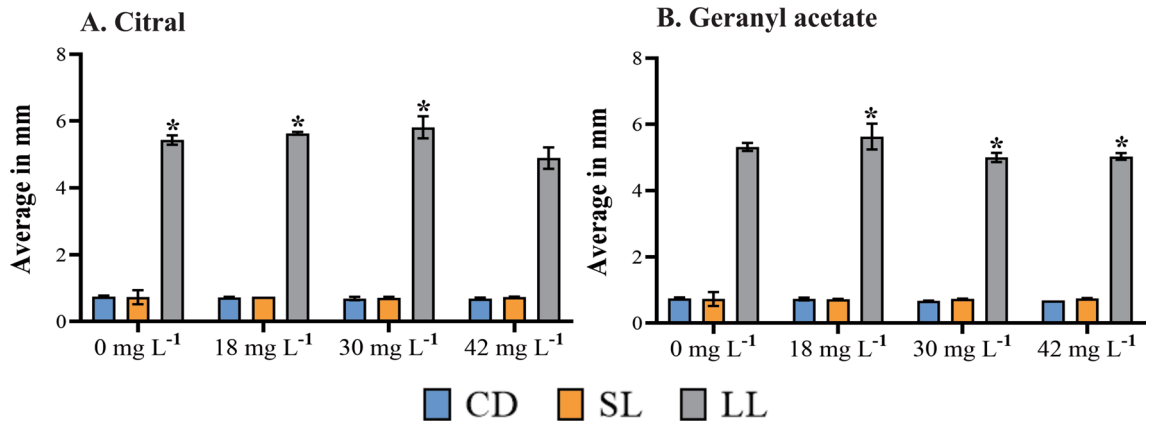 A. Citral
Average in mm
8
6
4
2
0
* * *
0 mg L⁻¹ 18 mg L⁻¹ 30 mg L⁻¹ 42 mg L⁻¹
B. Geranyl acetate
Average in mm
8
6
4
2
0
* * *
0 mg L⁻¹ 18 mg L⁻¹ 30 mg L⁻¹ 42 mg L⁻¹
CD SL LL